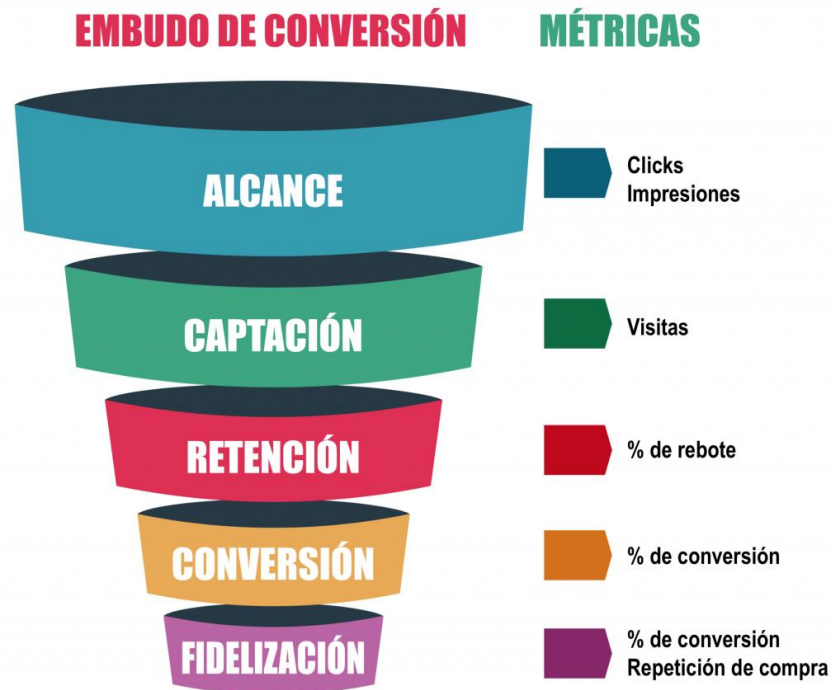 EMBUDO DE CONVERSIÓN
MÉTRICAS
ALCANCE
Clicks
Impresiones
CAPTACIÓN
Visitas
RETENCIÓN
% de rebote
CONVERSIÓN
% de conversión
FIDELIZACIÓN
% de conversión
Repetición de compra